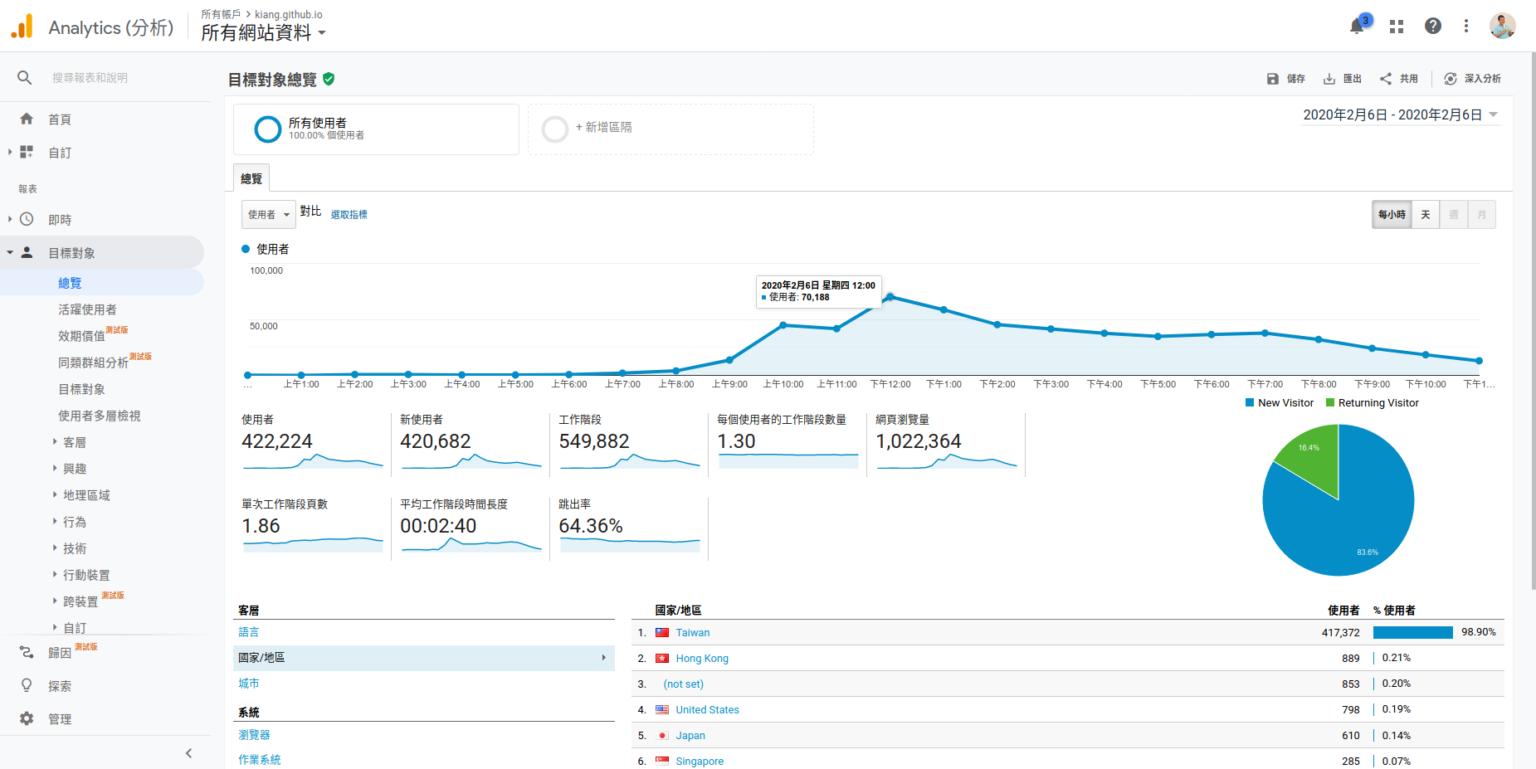 Analytics (分析)
所有帳戶 > kiang.github.io
所有網站資料
3
搜尋報表和說明
首頁
自訂
報表
即時
目標對象
總覽
活躍使用者
效期價值 測試版
同類群組分析 測試版
目標對象
使用者多層檢視
客層
興趣
地理區域
行為
技術
行動裝置
跨裝置 測試版
自訂
歸因 測試版
探索
管理
目標對象總覽
儲存 匯出 共用 深入分析
所有使用者
100.00% 個使用者
+ 新增區隔
2020年2月6日 - 2020年2月6日
總覽
使用者 對比 選取指標
每小時 天 週 月
使用者
100,000
50,000
2020年2月6日 星期四 12:00
使用者: 70,188
... 上午1:00 上午2:00 上午3:00 上午4:00 上午5:00 上午6:00 上午7:00 上午8:00 上午9:00 上午10:00 上午11:00 下午12:00 下午1:00 下午2:00 下午3:00 下午4:00 下午5:00 下午6:00 下午7:00 下午8:00 下午9:00 下午10:00 下午1...
New Visitor Returning Visitor
16.4%
83.6%
使用者
422,224
新使用者
420,682
工作階段
549,882
每個使用者的工作階段數量
1.30
網頁瀏覽量
1,022,364
單次工作階段頁數
1.86
平均工作階段時間長度
00:02:40
跳出率
64.36%
客層
語言
國家/地區
城市
系統
瀏覽器
作業系統
國家/地區 使用者 % 使用者
1. Taiwan 417,372 98.90%
2. Hong Kong 889 0.21%
3. (not set) 853 0.20%
4. United States 798 0.19%
5. Japan 610 0.14%
6. Singapore 285 0.07%